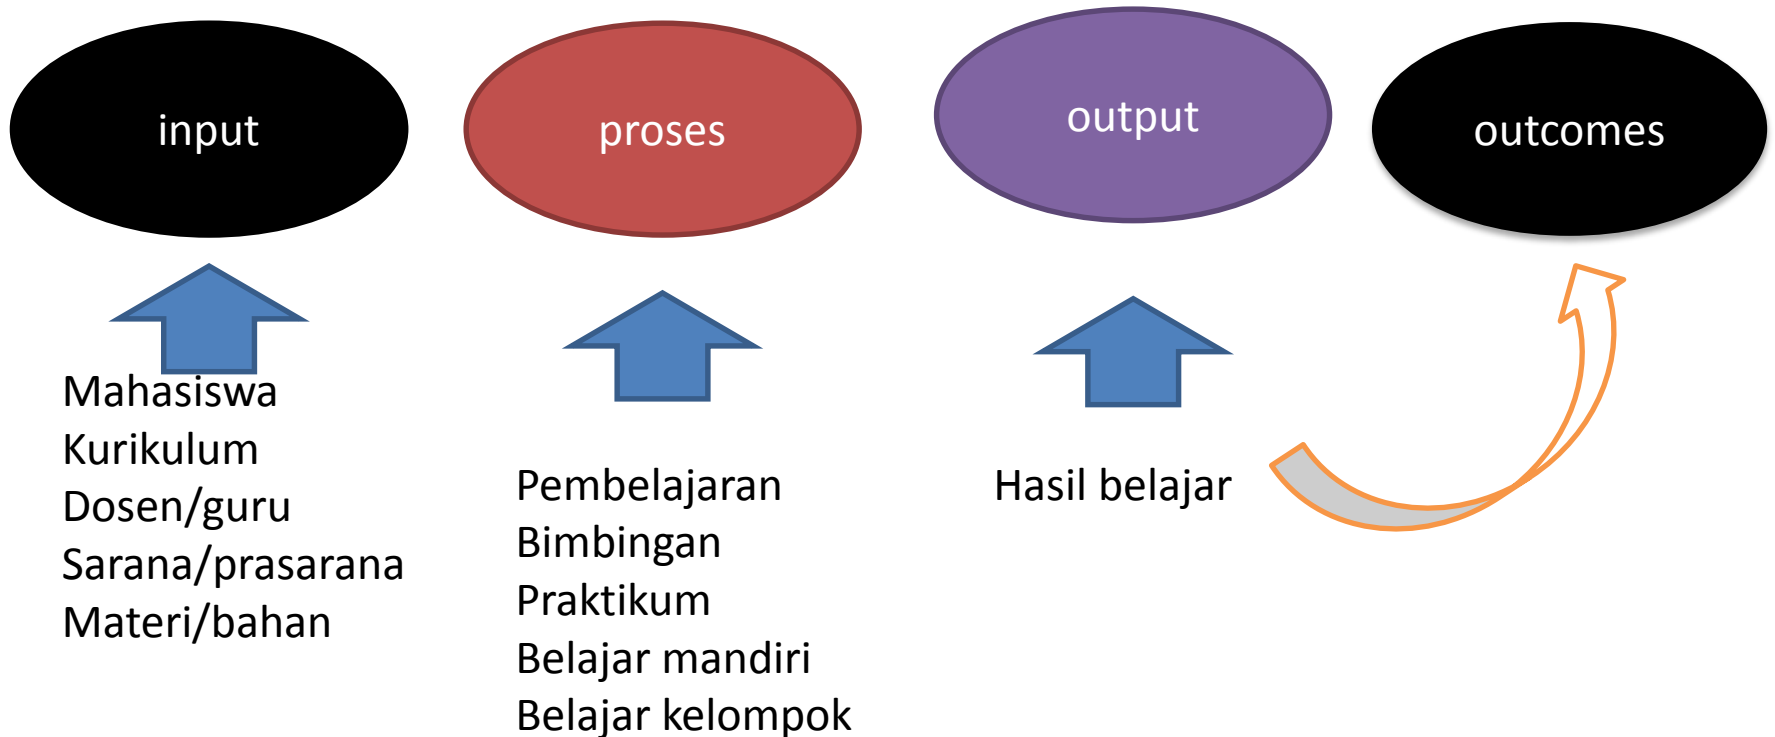 input
proses
output
outcomes
Mahasiswa
Kurikulum
Dosen/guru
Sarana/prasarana
Materi/bahan
Pembelajaran
Bimbingan
Praktikum
Belajar mandiri
Belajar kelompok
Hasil belajar